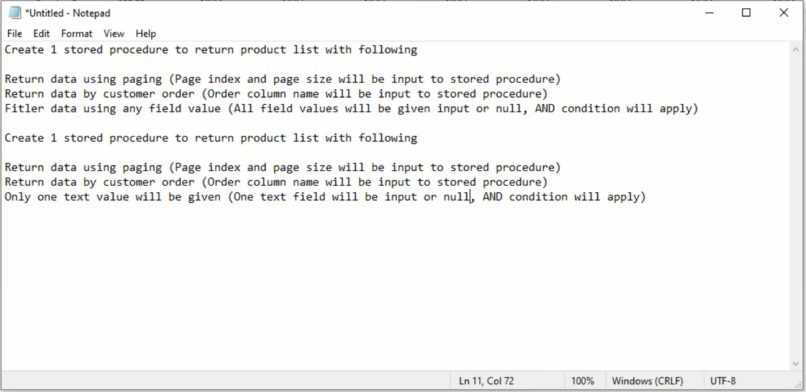 *Untitled - Notepad
File Edit Format View Help
Create 1 stored procedure to return product list with following
Return data using paging (Page index and page size will be input to stored procedure)
Return data by customer order (Order column name will be input to stored procedure)
Fitler data using any field value (All field values will be given input or null, AND condition will apply)
Create 1 stored procedure to return product list with following
Return data using paging (Page index and page size will be input to stored procedure)
Return data by customer order (Order column name will be input to stored procedure)
Only one text value will be given (One text field will be input or null, AND condition will apply)
Ln 11, Col 72 100% Windows (CRLF) UTF-8